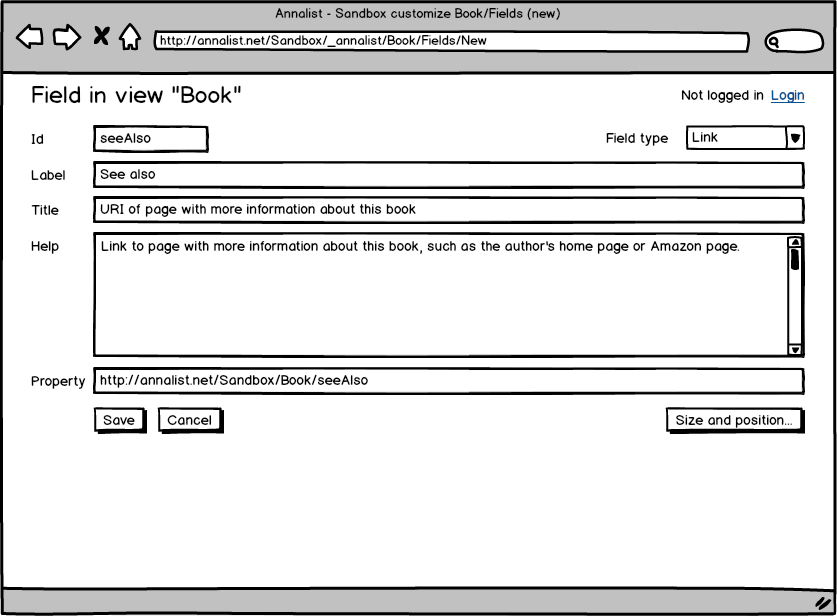 Annalist - Sandbox customize Book/Fields (new)
http://annalist.net/Sandbox/_annalist/Book/Fields/New
Field in view "Book"
Not logged in Login
Id seeAlso Field type Link
Label See also
Title URI of page with more information about this book
Help Link to page with more information about this book, such as the author's home page or Amazon page.
Property http://annalist.net/Sandbox/Book/seeAlso
Save Cancel Size and position...